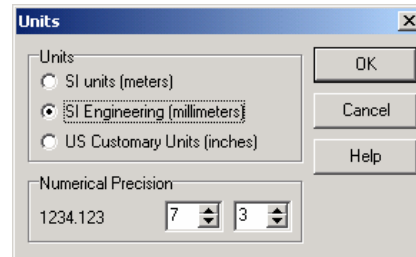 Units
Units
SI units (meters)
SI Engineering (millimeters)
US Customary Units (inches)
OK
Cancel
Help
Numerical Precision
1234.123 7 3